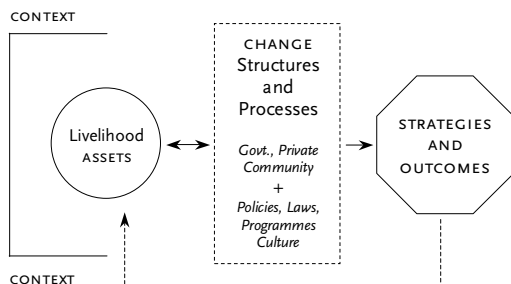 CONTEXT
Livelihood
ASSETS
CHANGE
Structures
and
Processes
Govt., Private
Community
+
Policies, Laws,
Programmes
Culture
STRATEGIES
AND
OUTCOMES
CONTEXT